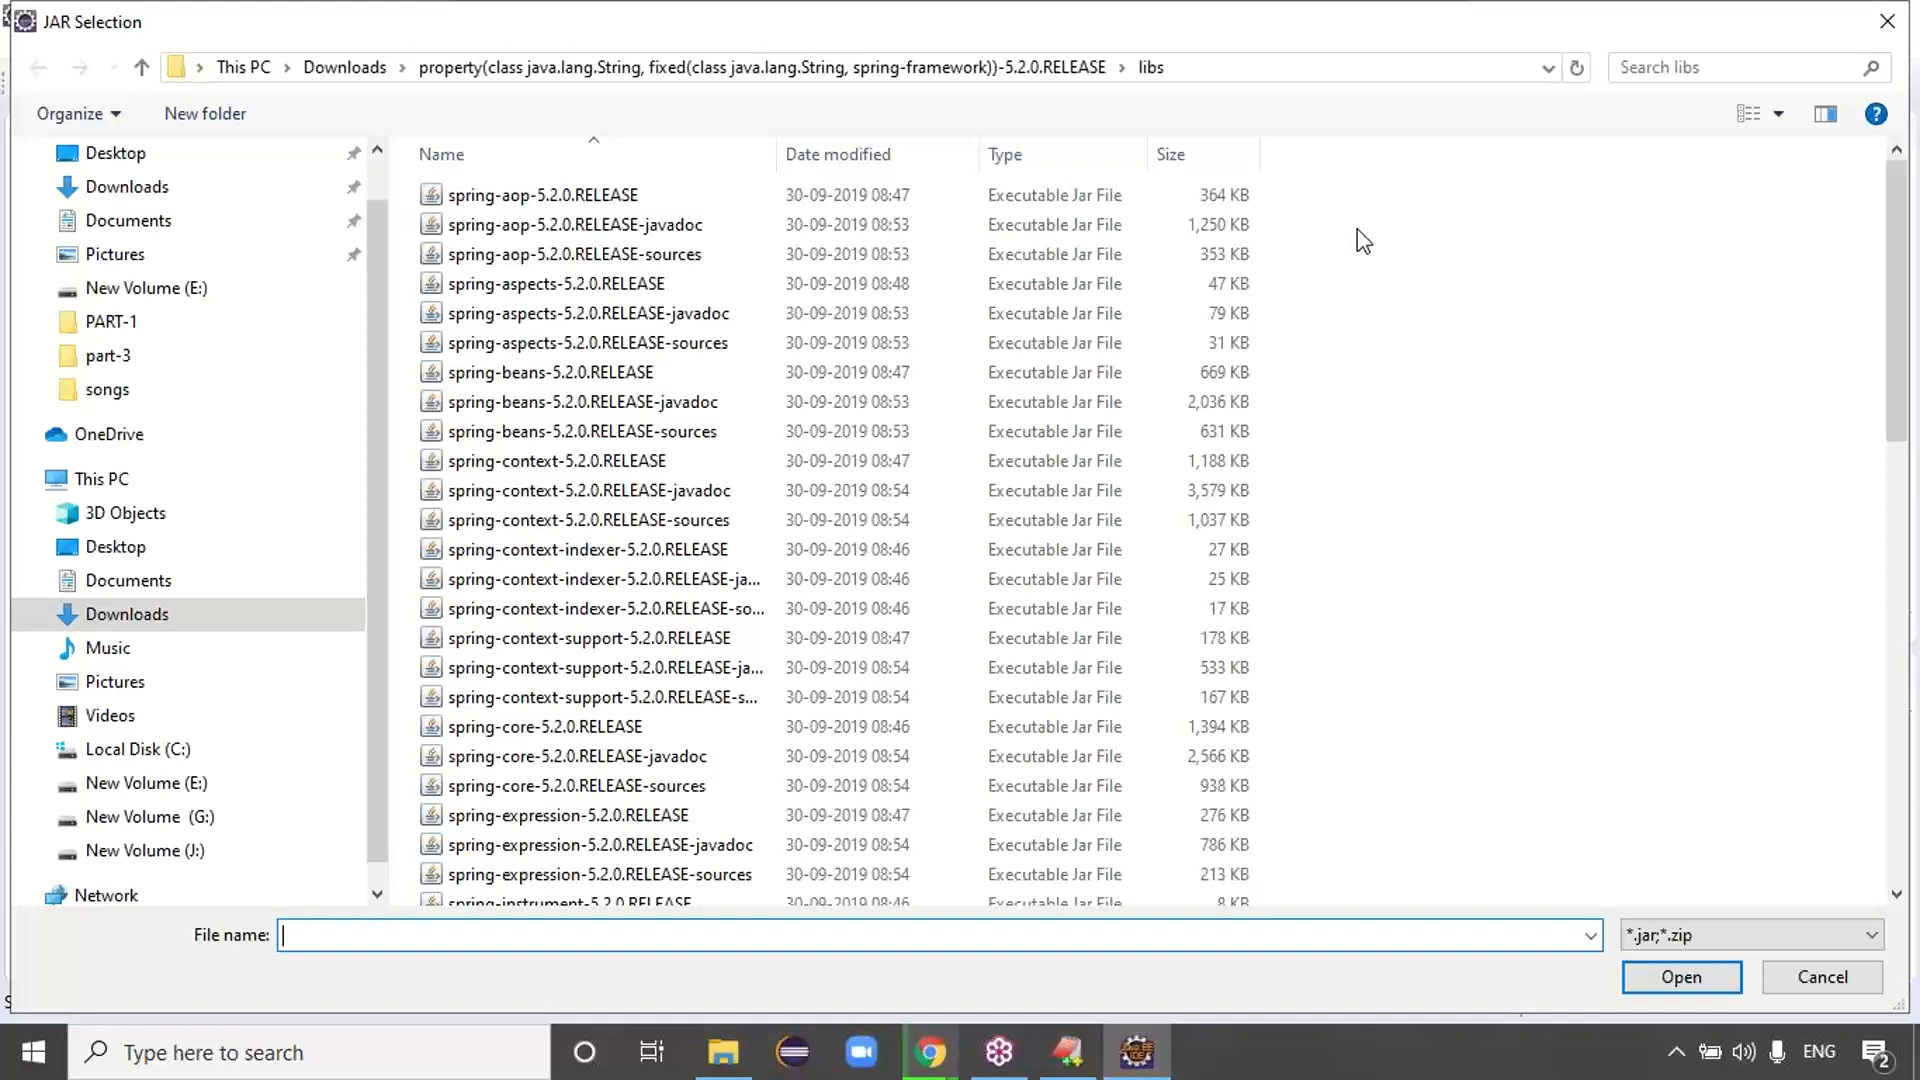 JAR Selection
This PC > Downloads > property(class java.lang.String, fixed(class java.lang.String, spring-framework))-5.2.0.RELEASE > libs
Search libs
Organize New folder
Name Date modified Type Size
Desktop
Downloads
Documents
Pictures
New Volume (E:)
PART-1
part-3
songs
OneDrive
This PC
3D Objects
Desktop
Documents
Downloads
Music
Pictures
Videos
Local Disk (C:)
New Volume (E:)
New Volume (G:)
New Volume (J:)
Network
spring-aop-5.2.0.RELEASE 30-09-2019 08:47 Executable Jar File 364 KB
spring-aop-5.2.0.RELEASE-javadoc 30-09-2019 08:53 Executable Jar File 1,250 KB
spring-aop-5.2.0.RELEASE-sources 30-09-2019 08:53 Executable Jar File 353 KB
spring-aspects-5.2.0.RELEASE 30-09-2019 08:48 Executable Jar File 47 KB
spring-aspects-5.2.0.RELEASE-javadoc 30-09-2019 08:53 Executable Jar File 79 KB
spring-aspects-5.2.0.RELEASE-sources 30-09-2019 08:53 Executable Jar File 31 KB
spring-beans-5.2.0.RELEASE 30-09-2019 08:47 Executable Jar File 669 KB
spring-beans-5.2.0.RELEASE-javadoc 30-09-2019 08:53 Executable Jar File 2,036 KB
spring-beans-5.2.0.RELEASE-sources 30-09-2019 08:53 Executable Jar File 631 KB
spring-context-5.2.0.RELEASE 30-09-2019 08:47 Executable Jar File 1,188 KB
spring-context-5.2.0.RELEASE-javadoc 30-09-2019 08:54 Executable Jar File 3,579 KB
spring-context-5.2.0.RELEASE-sources 30-09-2019 08:54 Executable Jar File 1,037 KB
spring-context-indexer-5.2.0.RELEASE 30-09-2019 08:46 Executable Jar File 27 KB
spring-context-indexer-5.2.0.RELEASE-ja... 30-09-2019 08:46 Executable Jar File 25 KB
spring-context-indexer-5.2.0.RELEASE-so... 30-09-2019 08:46 Executable Jar File 17 KB
spring-context-support-5.2.0.RELEASE 30-09-2019 08:47 Executable Jar File 178 KB
spring-context-support-5.2.0.RELEASE-ja... 30-09-2019 08:54 Executable Jar File 533 KB
spring-context-support-5.2.0.RELEASE-s... 30-09-2019 08:54 Executable Jar File 167 KB
spring-core-5.2.0.RELEASE 30-09-2019 08:46 Executable Jar File 1,394 KB
spring-core-5.2.0.RELEASE-javadoc 30-09-2019 08:54 Executable Jar File 2,566 KB
spring-core-5.2.0.RELEASE-sources 30-09-2019 08:54 Executable Jar File 938 KB
spring-expression-5.2.0.RELEASE 30-09-2019 08:47 Executable Jar File 276 KB
spring-expression-5.2.0.RELEASE-javadoc 30-09-2019 08:54 Executable Jar File 786 KB
spring-expression-5.2.0.RELEASE-sources 30-09-2019 08:54 Executable Jar File 213 KB
spring-instrument-5.2.0.RELEASE 30-09-2019 08:46 Executable Jar File 8 KB
File name: *.jar;*.zip
Open Cancel
Type here to search ENG 2